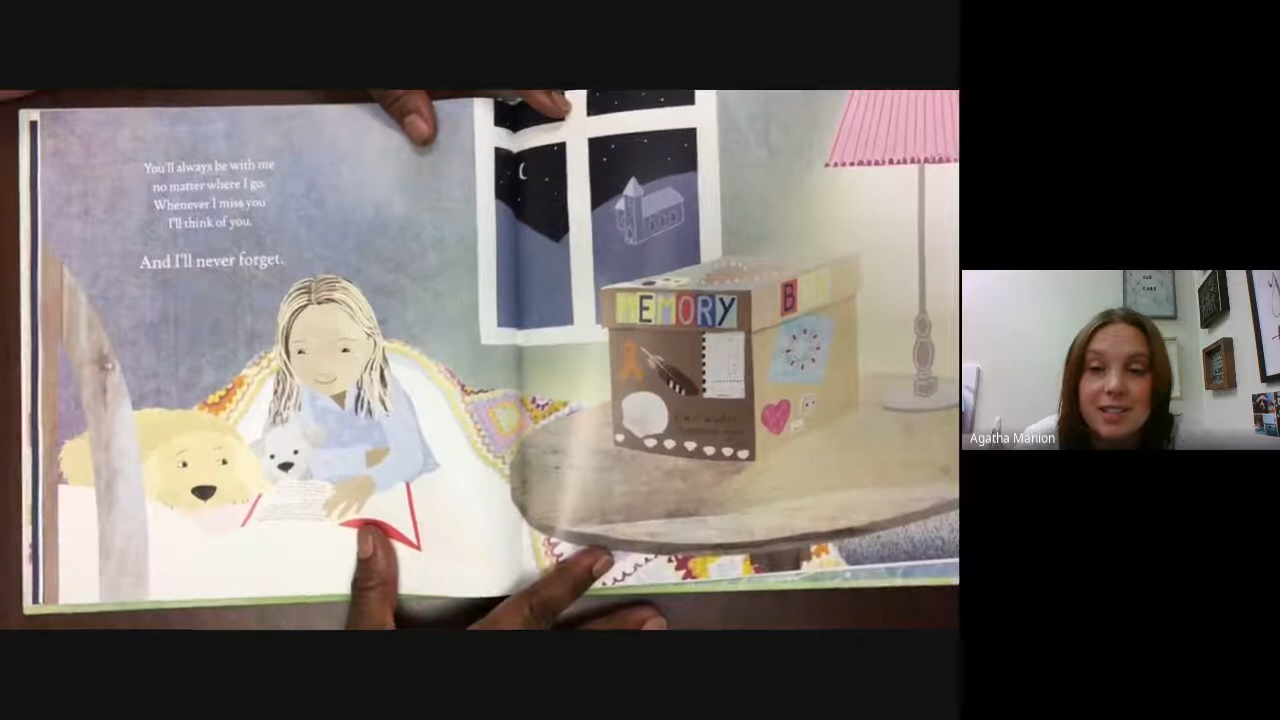 You'll always be with me
no matter where I go.
Whenever I miss you
I'll think of you.
And I'll never forget.
MEMORY
Agatha Marion